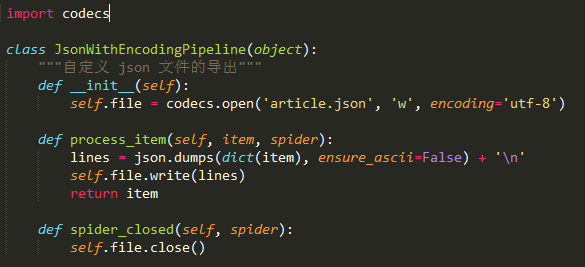 import codecs
class JsonWithEncodingPipeline(object):
    """自定义 json 文件的导出"""
    def __init__(self):
        self.file = codecs.open('article.json', 'w', encoding='utf-8')
    def process_item(self, item, spider):
        lines = json.dumps(dict(item), ensure_ascii=False) + '\n'
        self.file.write(lines)
        return item
    def spider_closed(self, spider):
        self.file.close()